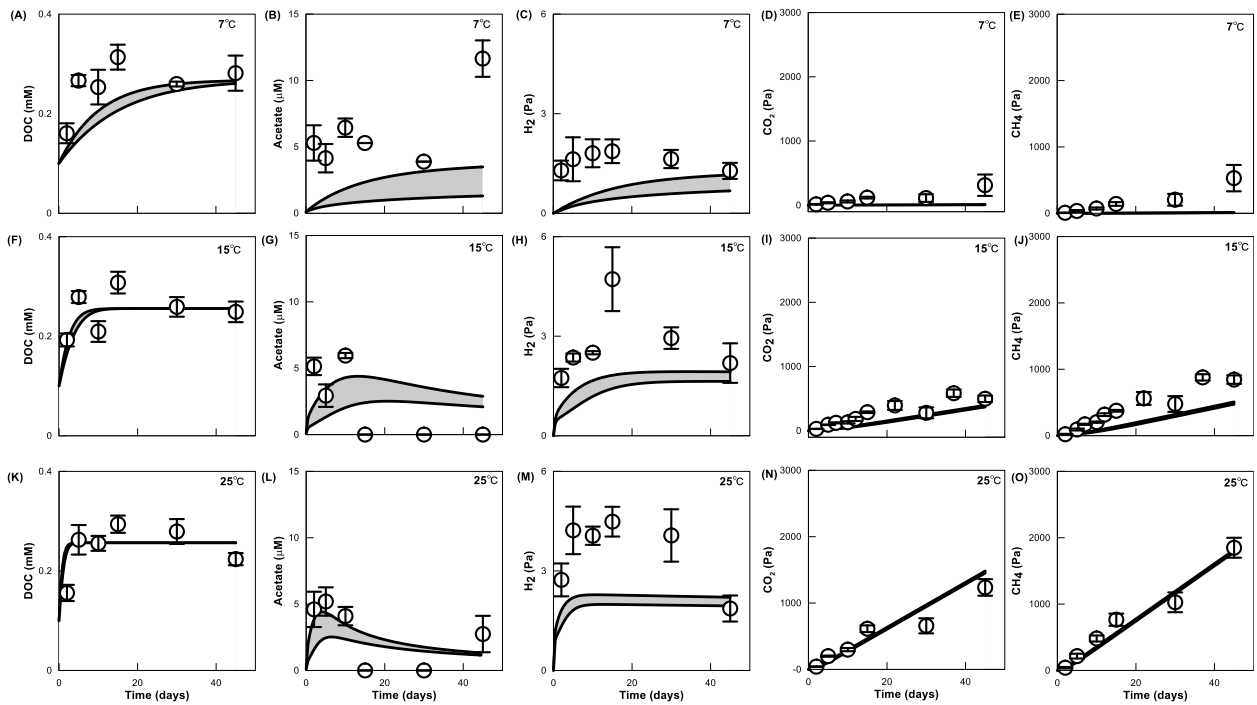 (A) 7°C
0.4
0.2
0
DOC (mM)
(B) 7°C
15
10
5
0
Acetate (μM)
(C) 7°C
6
3
0
H2 (Pa)
(D) 7°C
3000
2000
1000
0
CO2 (Pa)
(E) 7°C
3000
2000
1000
0
CH4 (Pa)
(F) 15°C
0.4
0.2
0
DOC (mM)
(G) 15°C
15
10
5
0
Acetate (μM)
(H) 15°C
6
3
0
H2 (Pa)
(I) 15°C
3000
2000
1000
0
CO2 (Pa)
(J) 15°C
3000
2000
1000
0
CH4 (Pa)
(K) 25°C
0.4
0.2
0
DOC (mM)
0 20 40
Time (days)
(L) 25°C
15
10
5
0
Acetate (μM)
0 20 40
Time (days)
(M) 25°C
6
3
0
H2 (Pa)
0 20 40
Time (days)
(N) 25°C
3000
2000
1000
-0
CO2 (Pa)
0 20 40
Time (days)
(O) 25°C
3000
2000
1000
0
CH4 (Pa)
0 20 40
Time (days)